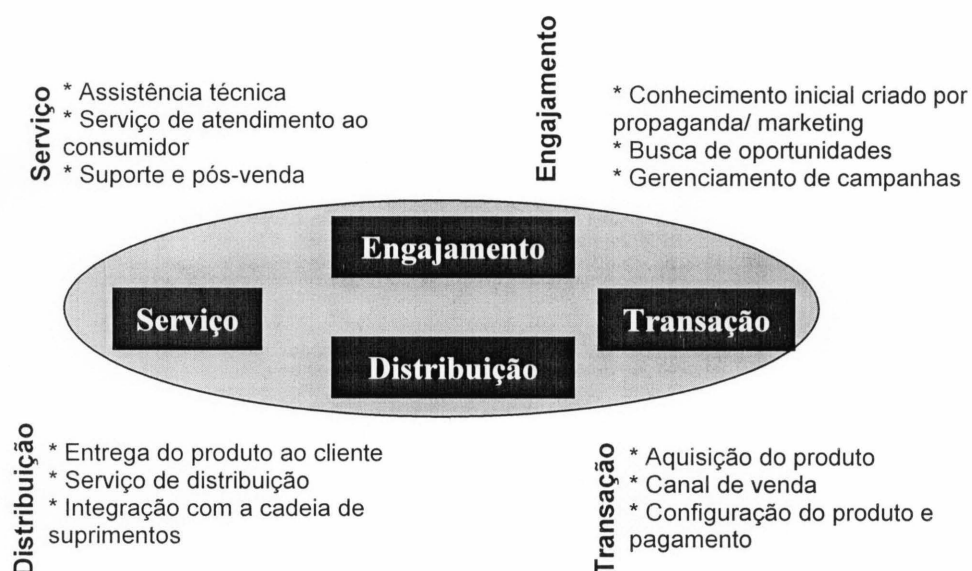 Serviço
* Assistência técnica
* Serviço de atendimento ao
consumidor
* Suporte e pós-venda
Engajamento
* Conhecimento inicial criado por
propaganda/ marketing
* Busca de oportunidades
* Gerenciamento de campanhas
Engajamento
Serviço
Transação
Distribuição
Distribuição
* Entrega do produto ao cliente
* Serviço de distribuição
* Integração com a cadeia de
suprimentos
Transação
* Aquisição do produto
* Canal de venda
* Configuração do produto e
pagamento